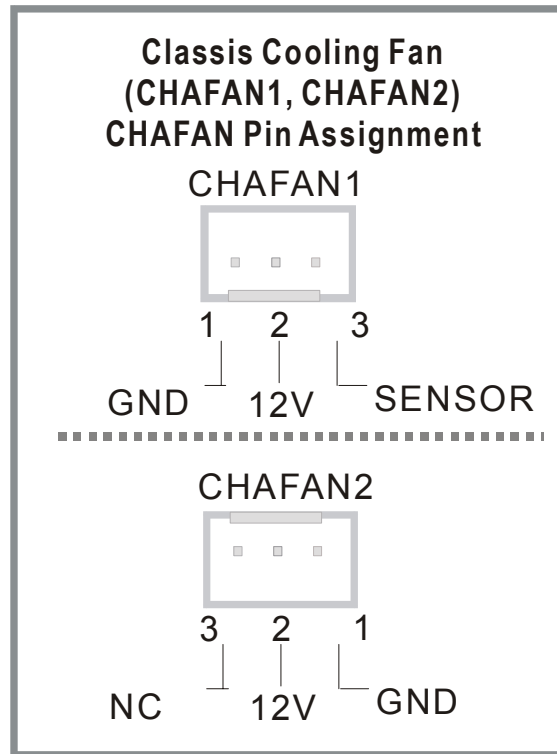 Classis Cooling Fan
(CHAFAN1, CHAFAN2)
CHAFAN Pin Assignment
CHAFAN1
1 2 3
GND 12V SENSOR
CHAFAN2
3 2 1
NC 12V GND